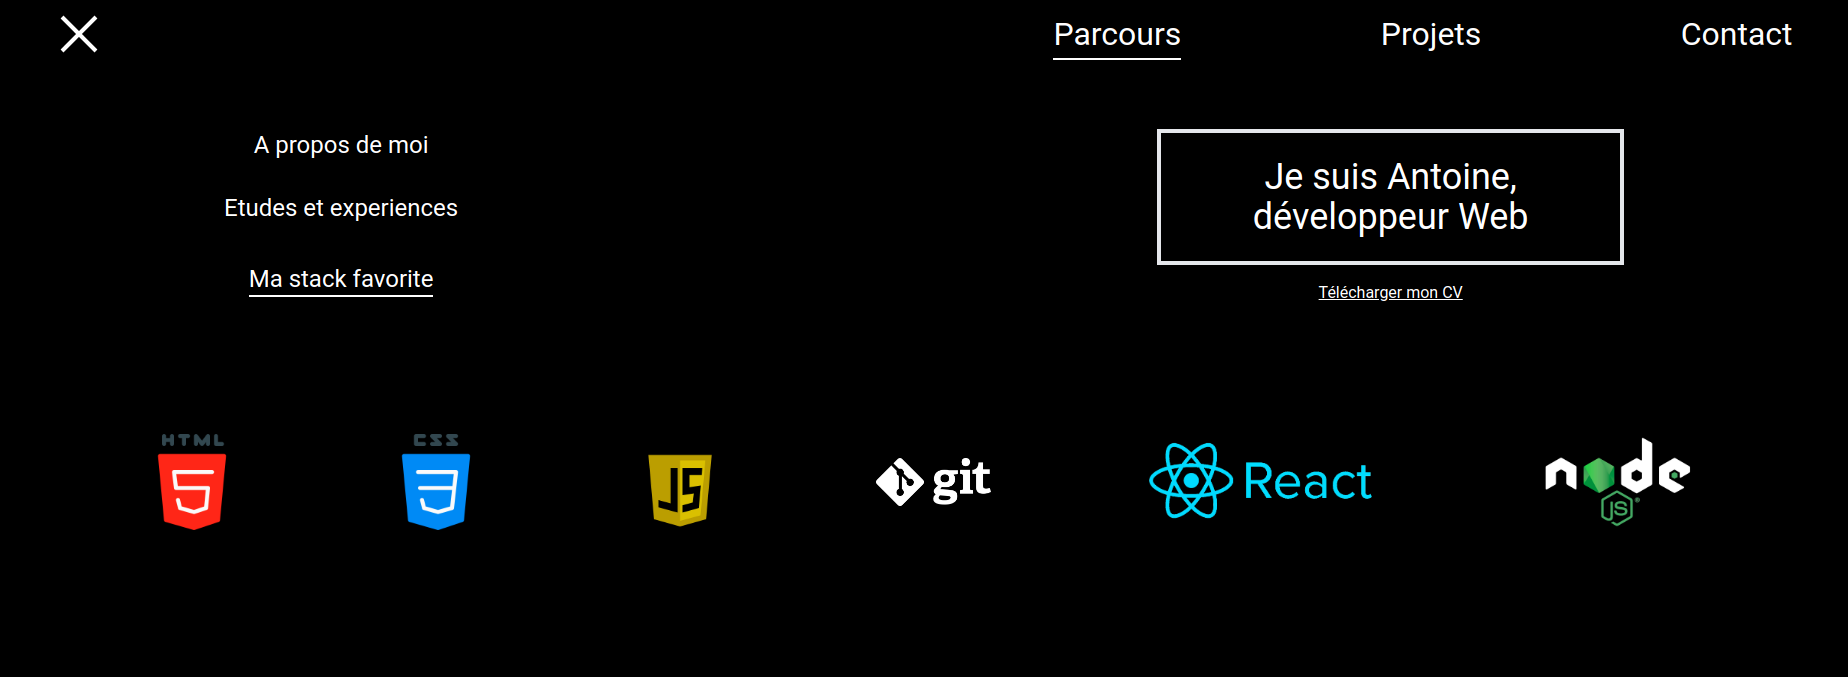 Parcours
Projets
Contact
A propos de moi
Etudes et experiences
Ma stack favorite
Je suis Antoine,
développeur Web
Télécharger mon CV
HTML
5
CSS
3
JS
git
React
node
JS